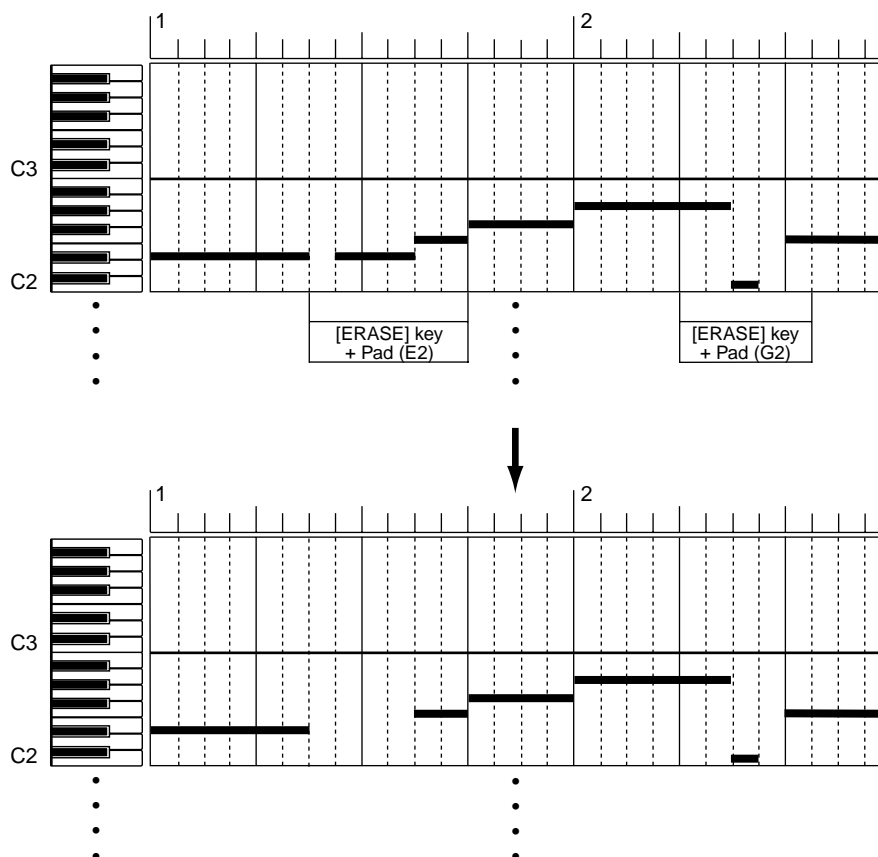 1
2
C3
C2
[ERASE] key
+ Pad (E2)
[ERASE] key
+ Pad (G2)
1
2
C3
C2